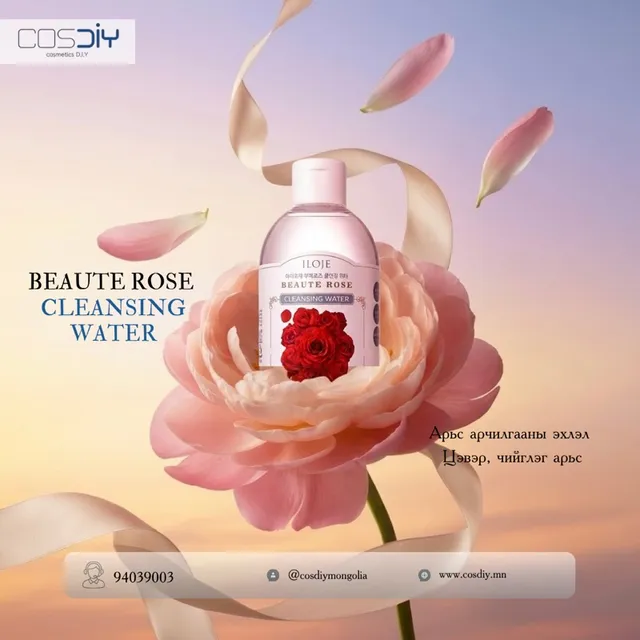 COSDIY
cosmetics D.I.Y
ILOJE
BEAUTE ROSE
CLEANSING WATER
BEAUTE ROSE
CLEANSING
WATER
Арьс арчилгааны эхлэл
Цэвэр, чийглэг арьс
94039003
@cosdiymongolia
www.cosdiy.mn